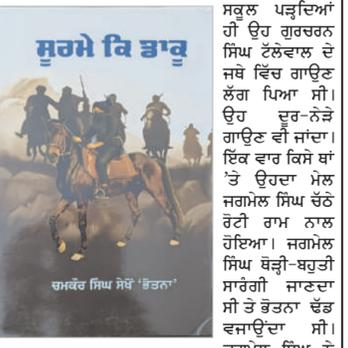 ਸੂਰਮੇ ਕਿ ਡਾਕੂ
ਚਮਕੌਰ ਸਿੰਘ ਸੇਖੋਂ ‘ਭੋਤਨਾ’
ਸਕੂਲ ਪੜ੍ਹਦਿਆਂ
ਹੀ ਉਹ ਗੁਰਚਰਨ
ਸਿੰਘ ਟੱਲੇਵਾਲ ਦੇ
ਜਥੇ ਵਿੱਚ ਗਾਉਣ
ਲੱਗ ਪਿਆ ਸੀ।
ਉਹ ਦੂਰ-ਨੇੜੇ
ਗਾਉਣ ਵੀ ਜਾਂਦਾ।
ਇੱਕ ਵਾਰ ਕਿਸੇ ਥਾਂ
’ਤੇ ਉਹਦਾ ਮੇਲ
ਜਗਮੇਲ ਸਿੰਘ ਚੱਠੇ
ਰੋਟੀ ਰਾਮ ਨਾਲ
ਹੋਇਆ। ਜਗਮੇਲ
ਸਿੰਘ ਥੋੜ੍ਹੀ-ਬਹੁਤੀ
ਸਾਰੰਗੀ ਜਾਣਦਾ
ਸੀ ਤੇ ਭੋਤਨਾ ਢੱਡ
ਵਜਾਉਂਦਾ ਸੀ।